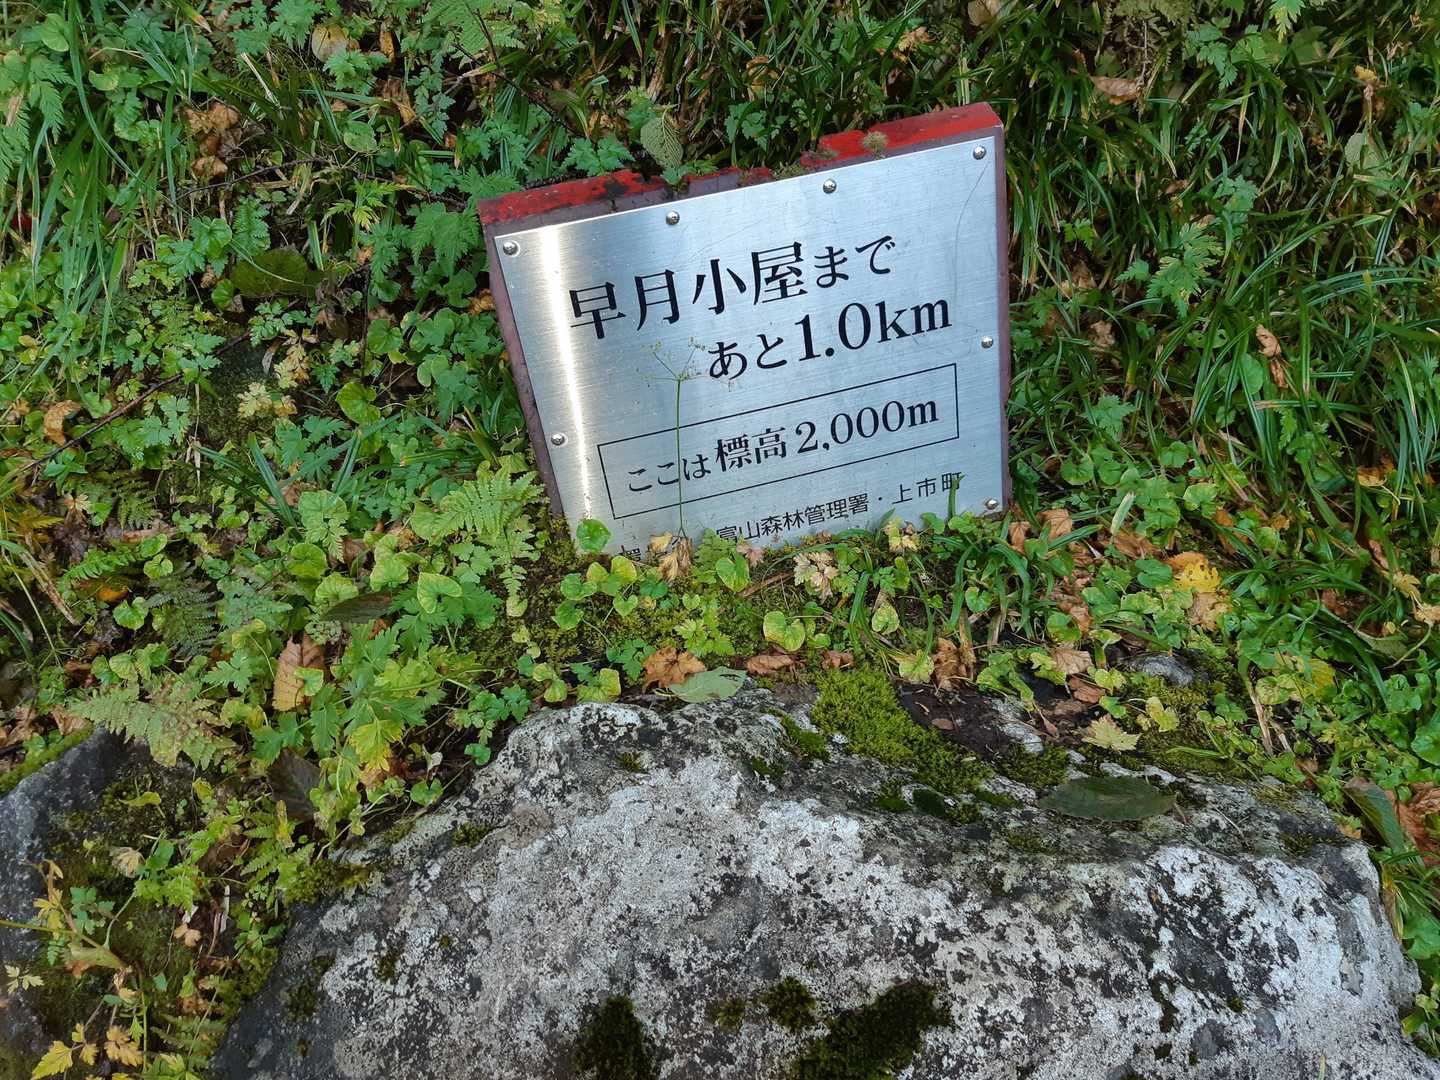 早月小屋まで
あと1.0km
ここは標高2,000m
富山森林管理署・上市町